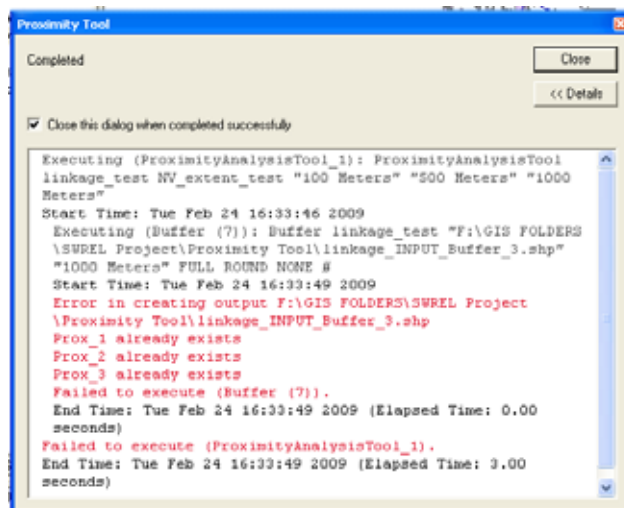 Proximity Tool
Completed
Close
<< Details
Close this dialog when completed successfully
Executing (ProximityAnalysisTool_1): ProximityAnalysisTool
linkage_test NV_extent_test "100 Meters" "500 Meters" "1000
Meters"
Start Time: Tue Feb 24 16:33:46 2009
Executing (Buffer (7)): Buffer linkage_test "F:\GIS FOLDERS
\SWREL Project\Proximity Tool\linkage_INPUT_Buffer_3.shp"
"1000 Meters" FULL ROUND NONE #
Start Time: Tue Feb 24 16:33:49 2009
Error in creating output F:\GIS FOLDERS\SWREL Project
\Proximity Tool\linkage_INPUT_Buffer_3.shp
Prox_1 already exists
Prox_2 already exists
Prox_3 already exists
Failed to execute (Buffer (7)).
End Time: Tue Feb 24 16:33:49 2009 (Elapsed Time: 0.00
seconds)
Failed to execute (ProximityAnalysisTool_1).
End Time: Tue Feb 24 16:33:49 2009 (Elapsed Time: 3.00
seconds)